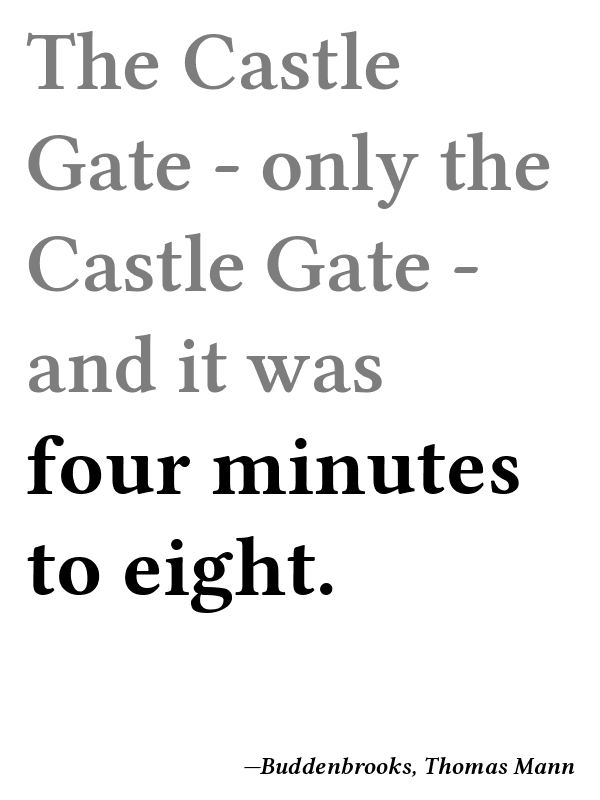 The Castle
Gate - only the
Castle Gate -
and it was
four minutes
to eight.
—Buddenbrooks, Thomas Mann